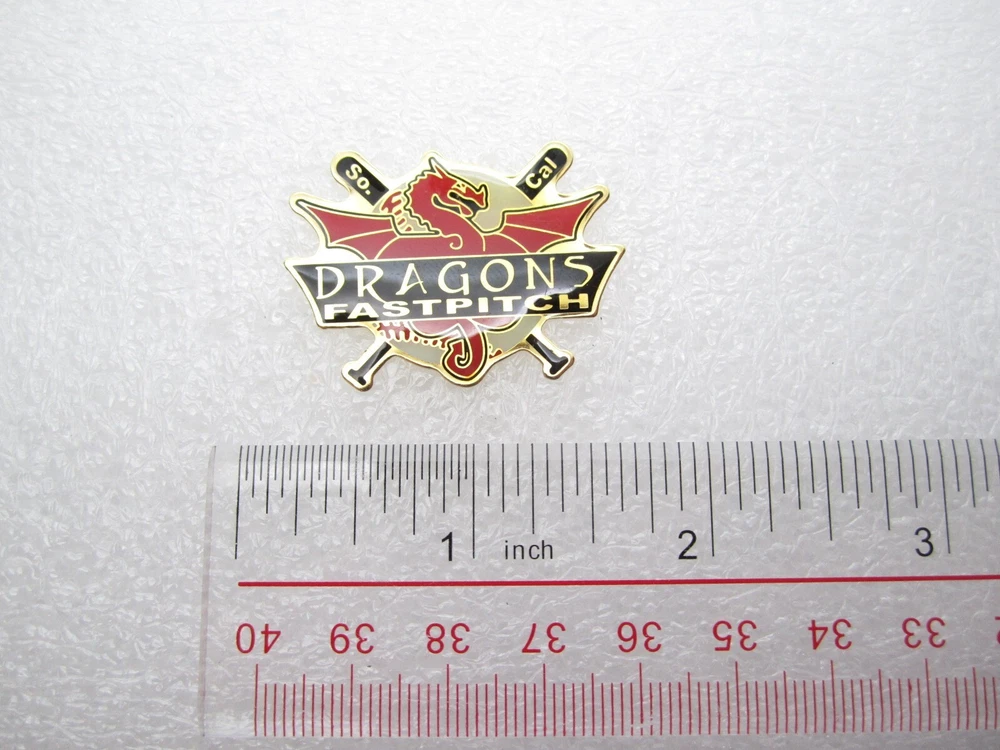 So. Cal
DRAGONS
FASTPITCH
1 inch 2 3
40 39 38 37 36 35 34 33